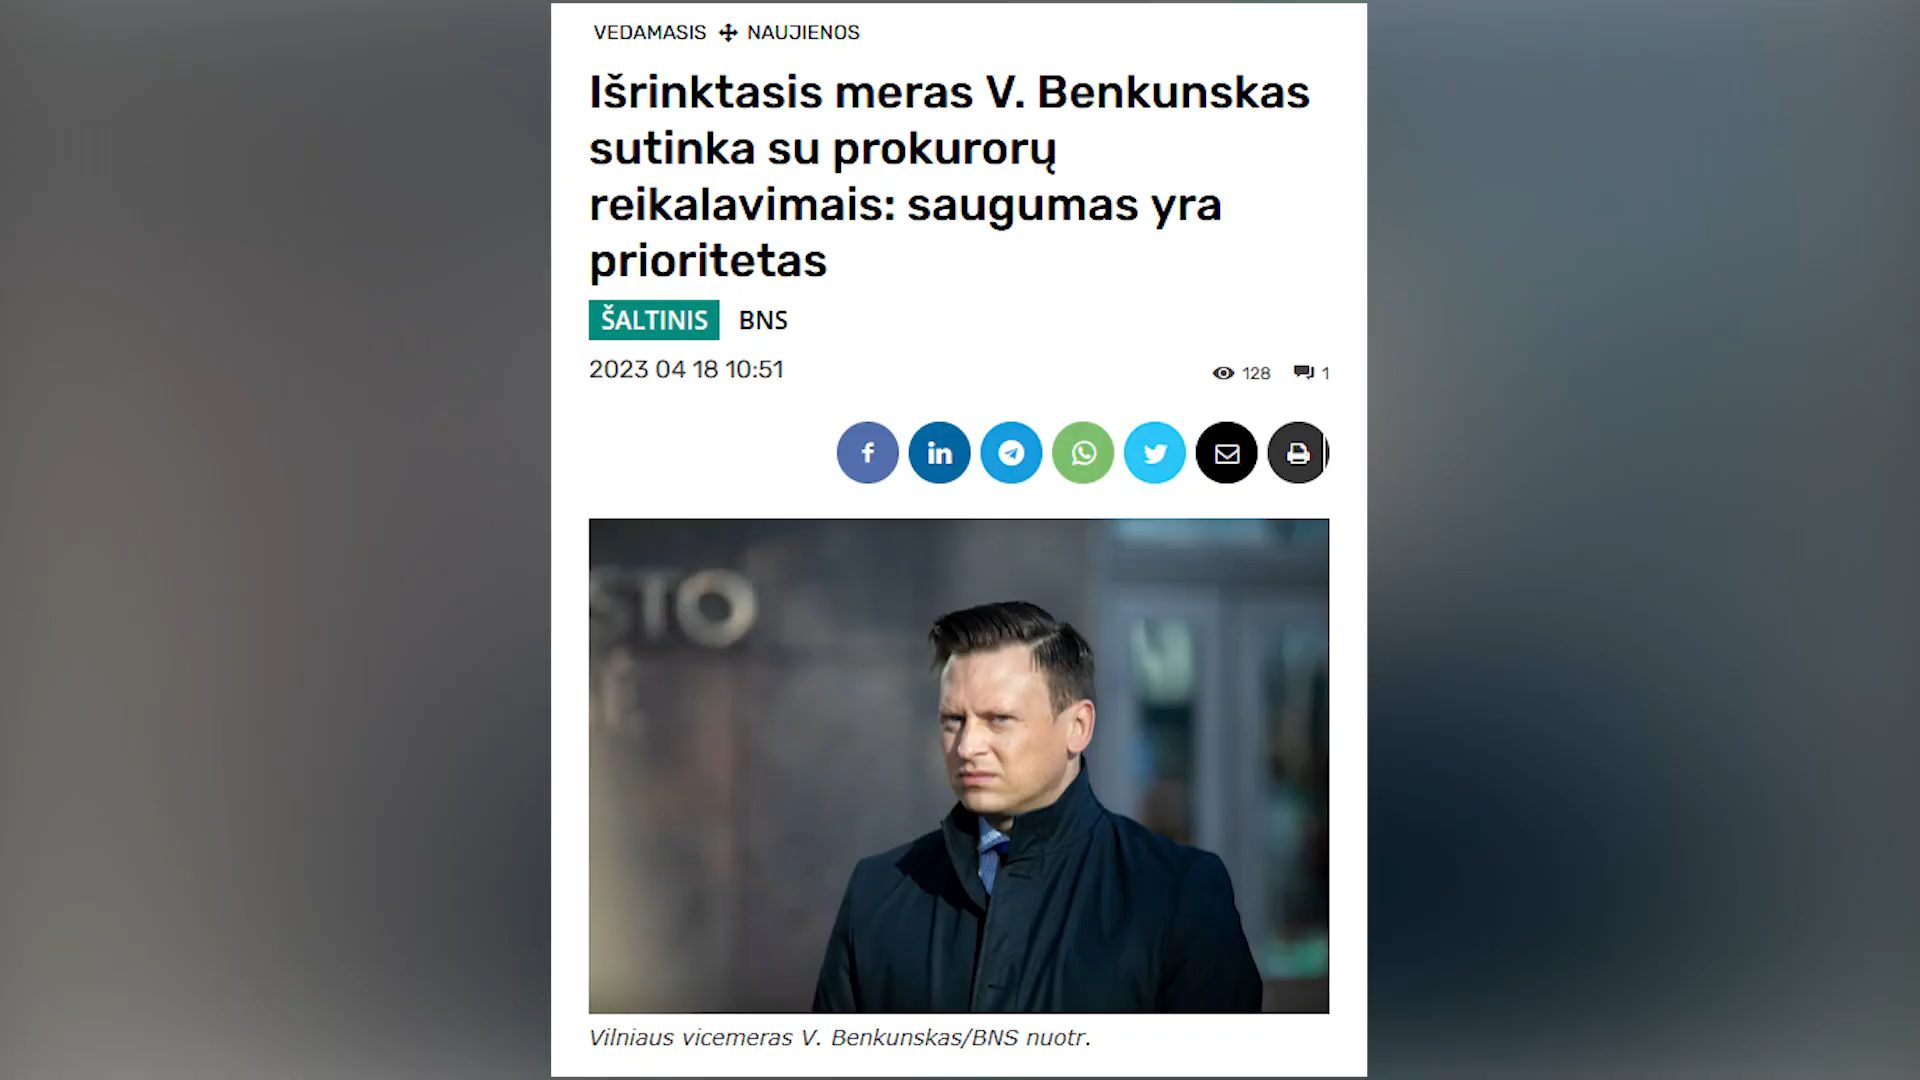 VEDAMASIS NAUJIENOS
Išrinktasis meras V. Benkunskas
sutinka su prokurorų
reikalavimais: saugumas yra
prioritetas
ŠALTINIS BNS
2023 04 18 10:51
128 1
STO
Vilniaus vicemeras V. Benkunskas/BNS nuotr.